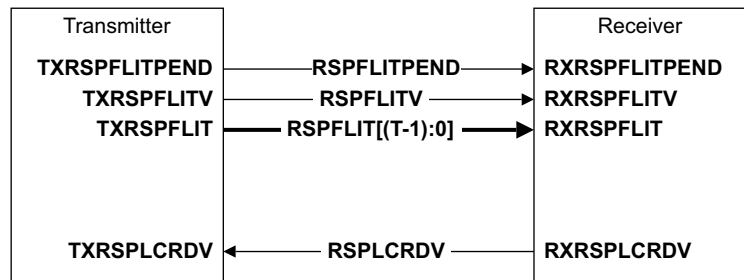 Transmitter Receiver
TXRSPFLITPEND RSPFLITPEND RXRSPFLITPEND
TXRSPFLITV RSPFLITV RXRSPFLITV
TXRSPFLIT RSPFLIT[(T-1):0] RXRSPFLIT
TXRSPLCRDV RSPLCRDV RXRSPLCRDV